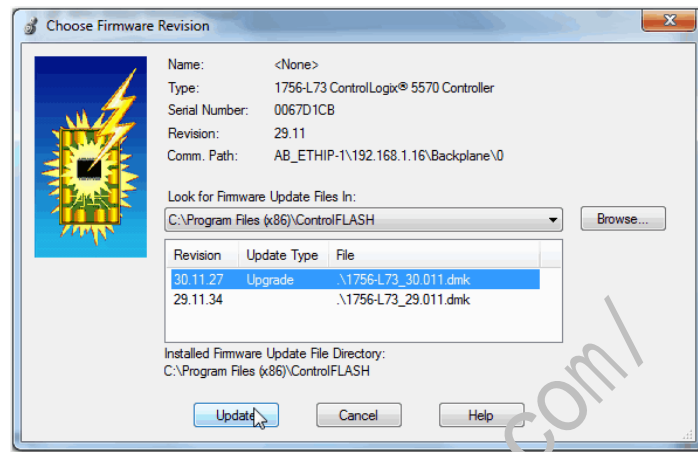 Choose Firmware Revision
Name: <None>
Type: 1756-L73 ControlLogix® 5570 Controller
Serial Number: 0067D1CB
Revision: 29.11
Comm. Path: AB_ETHIP-1\192.168.1.16\Backplane\0
Look for Firmware Update Files In:
C:\Program Files (x86)\ControlFLASH Browse...
Revision Update Type File
30.11.27 Upgrade .\1756-L73_30.011.dmk
29.11.34 .\1756-L73_29.011.dmk
Installed Firmware Update File Directory:
C:\Program Files (x86)\ControlFLASH
Update Cancel Help
com/